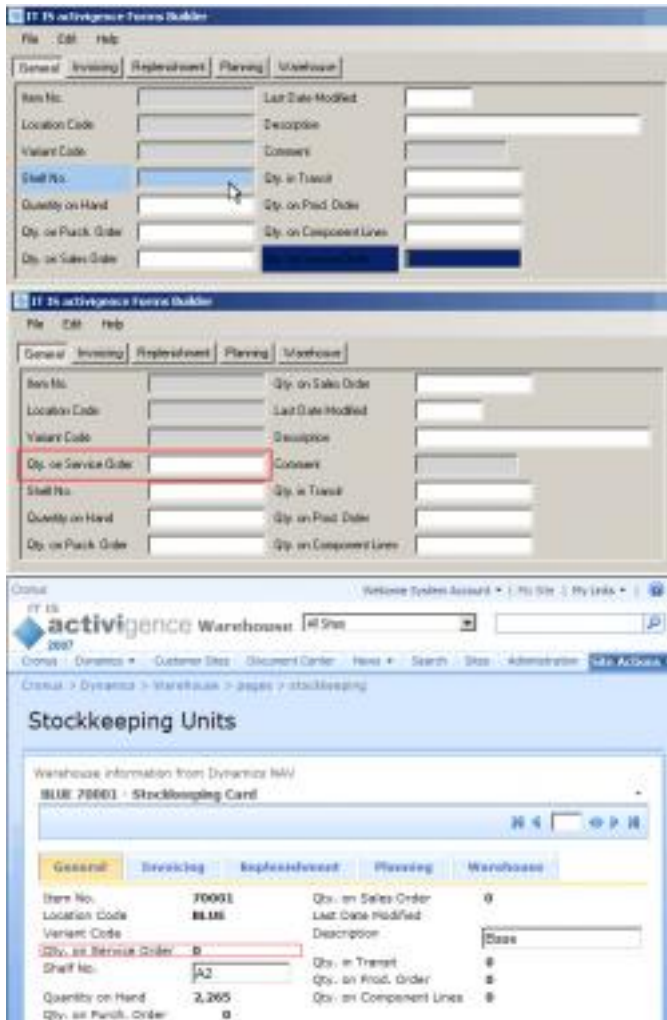 IT IS activigence Forms Builder
File Edit Help
General Invoicing Replenishment Planning Warehouse
Item No. Last Date Modified
Location Code Description
Variant Code Comment
Shelf No. Qty. in Transit
Quantity on Hand Qty. on Prod. Order
Qty. on Purch. Order Qty. on Component Lines
Qty. on Sales Order
IT IS activigence Forms Builder
File Edit Help
General Invoicing Replenishment Planning Warehouse
Item No. Qty. on Sales Order
Location Code Last Date Modified
Variant Code Description
Qty. on Service Order Comment
Shelf No. Qty. in Transit
Quantity on Hand Qty. on Prod. Order
Qty. on Purch. Order Qty. on Component Lines
Cronus Welcome System Account | My Site | My Links
IT IS
activigence Warehouse All Sites
2007
Cronus Dynamics Customer Sites Document Center News Search Sites Administration Site Actions
Cronus > Dynamics > Warehouse > pages > stockkeeping
Stockkeeping Units
Warehouse information from Dynamics NAV
BLUE 70001 - Stockkeeping Card
General Invoicing Replenishment Planning Warehouse
Item No. 70001 Qty. on Sales Order 0
Location Code BLUE Last Date Modified
Variant Code Description Base
Qty. on Service Order 0
Shelf No. A2 Qty. in Transit 0
Qty. on Prod. Order 0
Quantity on Hand 2,265 Qty. on Component Lines 0
Qty. on Purch. Order 0